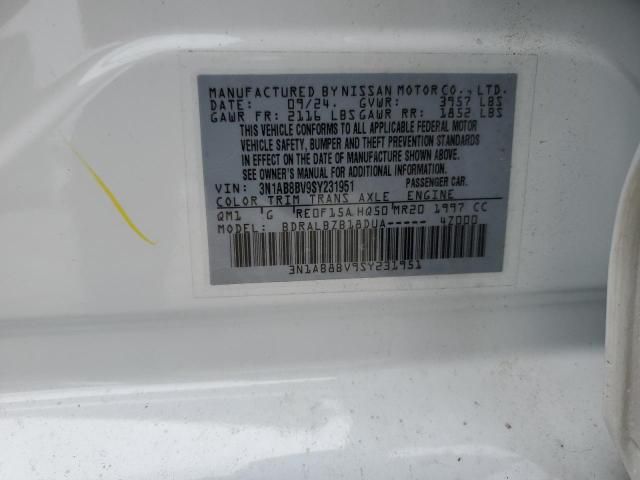 MANUFACTURED BY NISSAN MOTOR CO., LTD.
DATE: 09/24. GVWR: 3957 LBS
GAWR FR: 2116 LBS GAWR RR: 1852 LBS
THIS VEHICLE CONFORMS TO ALL APPLICABLE FEDERAL MOTOR
VEHICLE SAFETY, BUMPER AND THEFT PREVENTION STANDARDS
IN EFFECT ON THE DATE OF MANUFACTURE SHOWN ABOVE.
SEE OWNER'S MANUAL FOR ADDITIONAL INFORMATION.
VIN: 3N1AB8BV9SY231951 PASSENGER CAR.
COLOR TRIM TRANS AXLE ENGINE
QM1 G RE0F15A HQ50 MR20 1997 CC
MODEL: BDRALBZB18DUA----- 4Z000
3N1AB8BV9SY231951